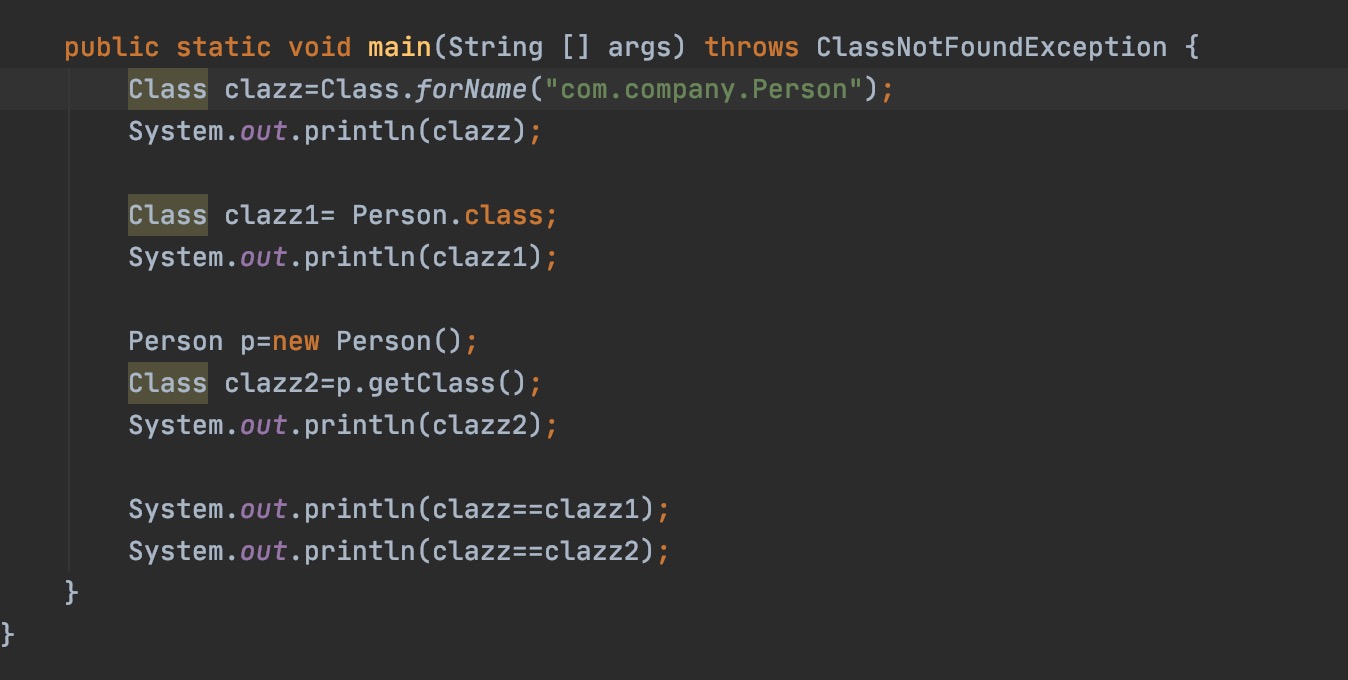 public static void main(String [] args) throws ClassNotFoundException {
Class clazz=Class.forName("com.company.Person");
System.out.println(clazz);
Class clazz1= Person.class;
System.out.println(clazz1);
Person p=new Person();
Class clazz2=p.getClass();
System.out.println(clazz2);
System.out.println(clazz==clazz1);
System.out.println(clazz==clazz2);
}
}